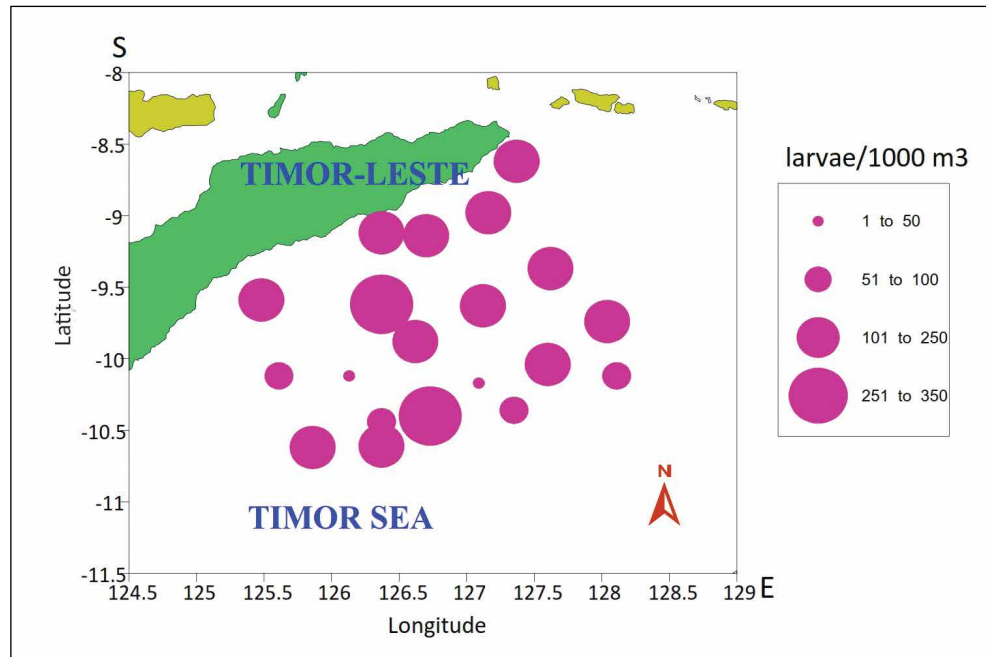 S
-8
-8.5
-9
-9.5
-10
-10.5
-11
-11.5
Latitude
TIMOR-LESTE
TIMOR SEA
N
124.5 125 125.5 126 126.5 127 127.5 128 128.5 129 E
Longitude
larvae/1000 m3
1 to 50
51 to 100
101 to 250
251 to 350